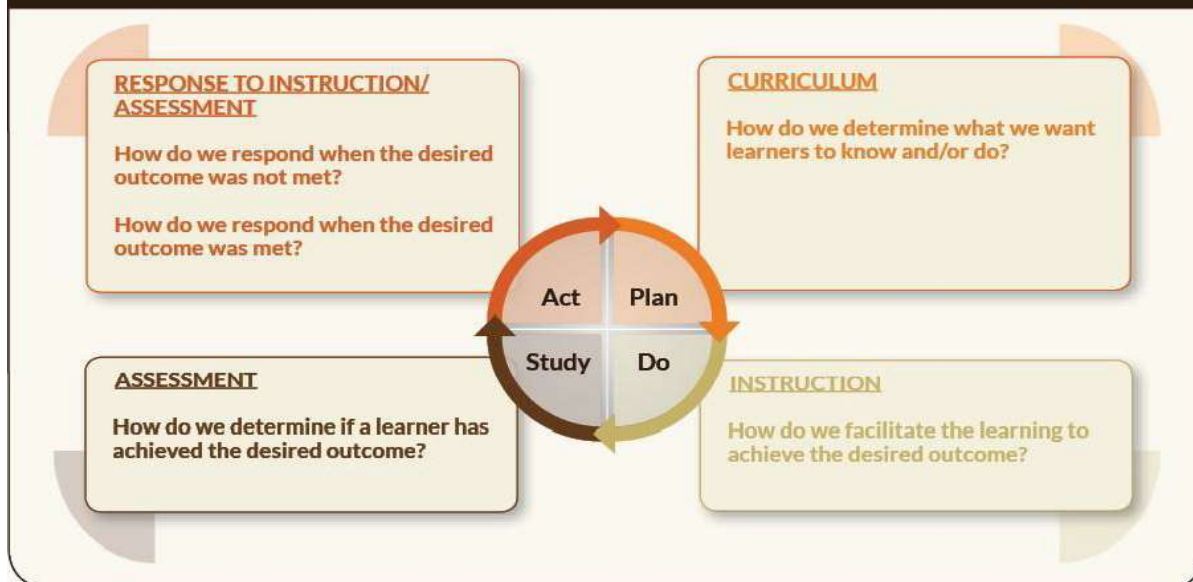 RESPONSE TO INSTRUCTION/
ASSESSMENT
How do we respond when the desired
outcome was not met?
How do we respond when the desired
outcome was met?
CURRICULUM
How do we determine what we want
learners to know and/or do?
Act
Plan
Study
Do
ASSESSMENT
How do we determine if a learner has
achieved the desired outcome?
INSTRUCTION
How do we facilitate the learning to
achieve the desired outcome?